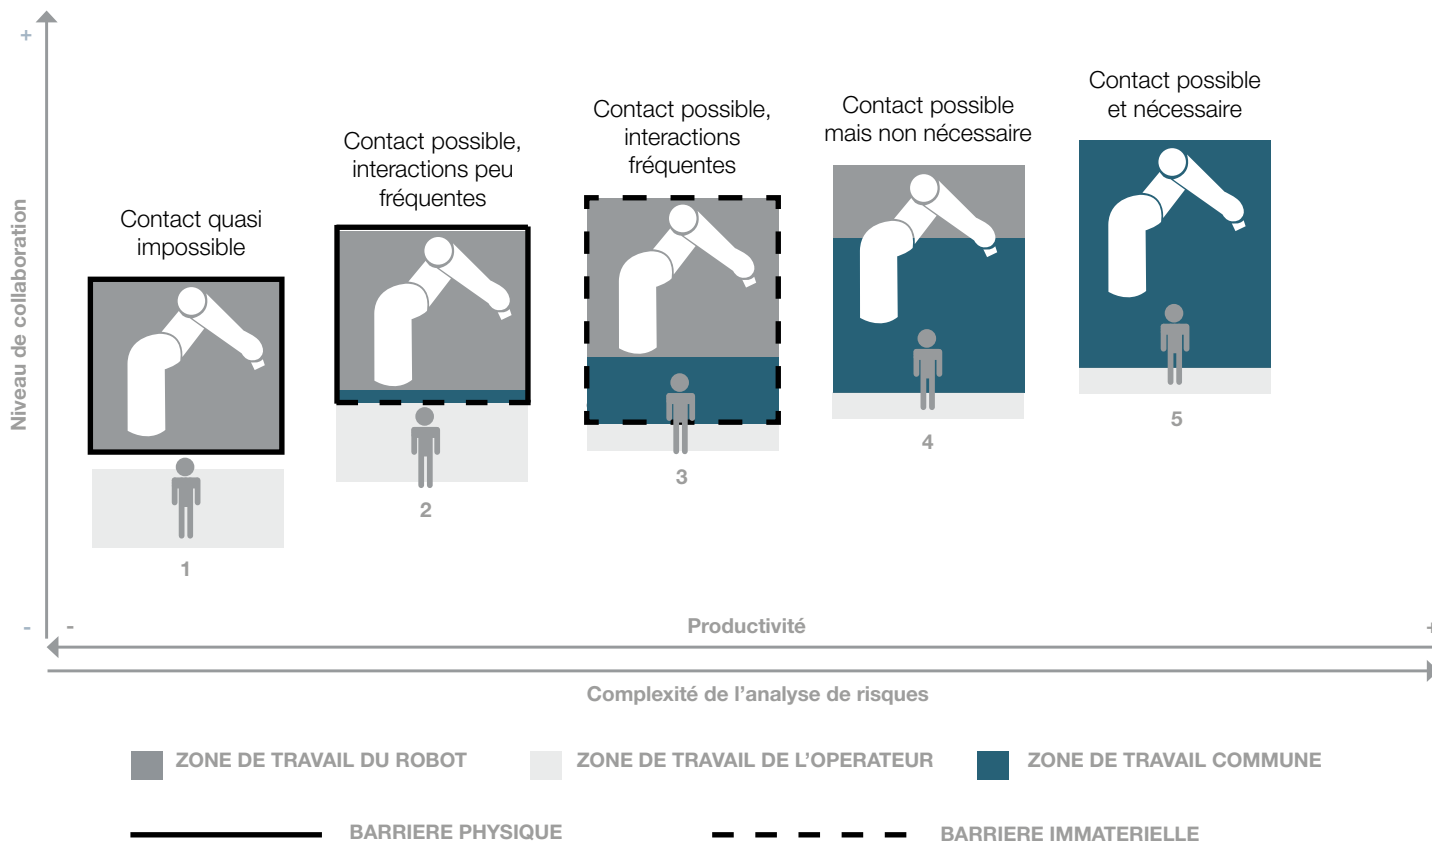 +
Niveau de collaboration
-
Contact quasi
impossible
1
Contact possible,
interactions peu
fréquentes
2
Contact possible,
interactions
fréquentes
3
Contact possible
mais non nécessaire
4
Contact possible
et nécessaire
5
-
Productivité
+
Complexité de l’analyse de risques
ZONE DE TRAVAIL DU ROBOT
ZONE DE TRAVAIL DE L’OPERATEUR
ZONE DE TRAVAIL COMMUNE
BARRIERE PHYSIQUE
BARRIERE IMMATERIELLE